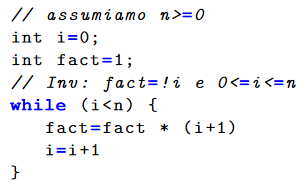 // assumiamo n>=0
int i=0;
int fact=1;
// Inv: fact=!i e 0<=i<=n
while (i<n) {
    fact=fact * (i+1)
    i=i+1
}